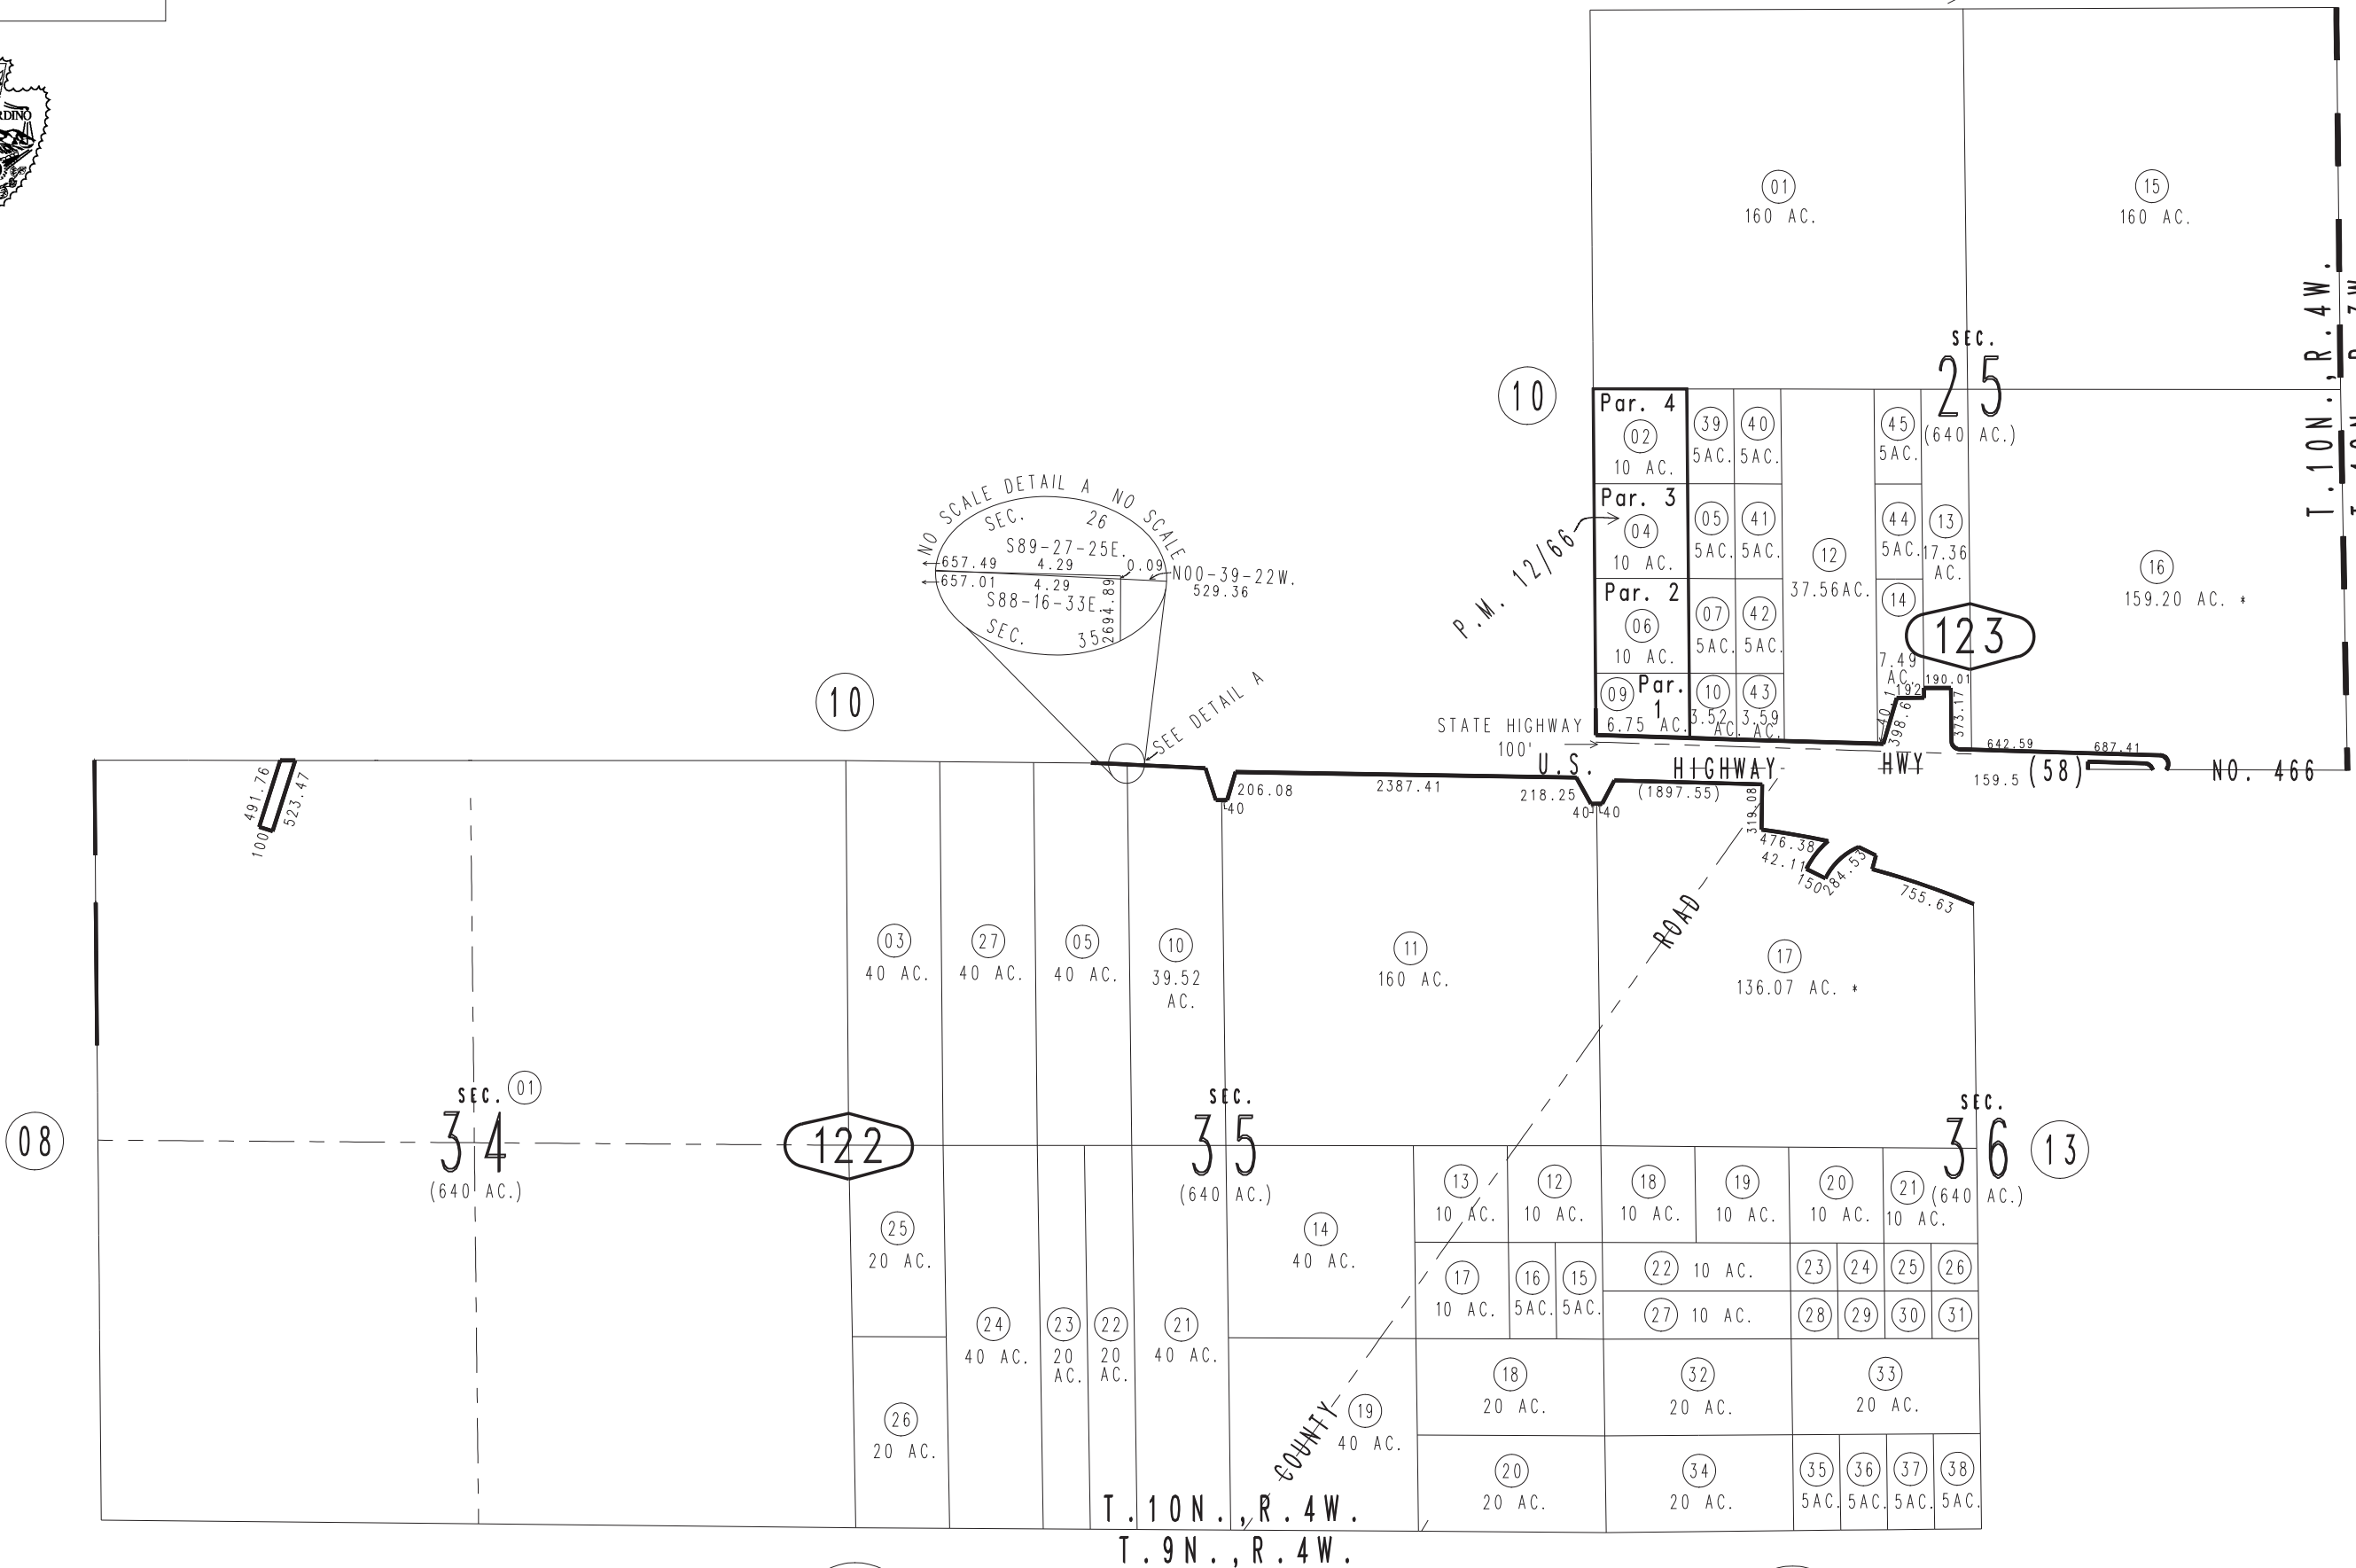 RDINO
01
160 AC.
15
160 AC.
T.10N.,R.4W.
SEC.
25
(640 AC.)
10
Par. 4
02
10 AC.
39
5AC.
40
5AC.
45
5AC.
Par. 3
04
10 AC.
05
5AC.
41
5AC.
12
37.56AC.
44
5AC.
13
17.36
AC.
16
159.20 AC. *
P.M. 12/66
Par. 2
06
10 AC.
07
5AC.
42
5AC.
14
7.49
AC.
123
Par.
1
09
6.75 AC.
10
3.52
AC.
43
3.59
AC.
192
190.01
398.6
373.17
642.59
687.41
159.5
STATE HIGHWAY
100'
U.S.
HIGHWAY
HWY
(58)
NO. 466
NO SCALE DETAIL A NO SCALE
SEC. 26
S89-27-25E.
657.49
4.29
0.09
N00-39-22W.
529.36
657.01
4.29
S88-16-33E.
2694.89
SEC. 35
SEE DETAIL A
10
491.76
523.47
100
206.08
40
2387.41
218.25
40
40
(1897.55)
319.08
476.38
42.11
150
284.53
755.63
03
40 AC.
27
40 AC.
05
40 AC.
10
39.52
AC.
11
160 AC.
ROAD
17
136.07 AC. *
08
SEC.
34
(640 AC.)
01
122
SEC.
35
(640 AC.)
SEC.
36
(640 AC.)
13
13
10 AC.
12
10 AC.
18
10 AC.
19
10 AC.
20
10 AC.
21
10 AC.
25
20 AC.
14
40 AC.
17
10 AC.
16
5AC.
15
5AC.
22 10 AC.
23
24
25
26
27 10 AC.
28
29
30
31
24
40 AC.
23
20
AC.
22
20
AC.
21
40 AC.
18
20 AC.
32
20 AC.
33
20 AC.
26
20 AC.
COUNTY
19
40 AC.
20
20 AC.
34
20 AC.
35
5AC.
36
5AC.
37
5AC.
38
5AC.
T.10N.,R.4W.
T.9N.,R.4W.